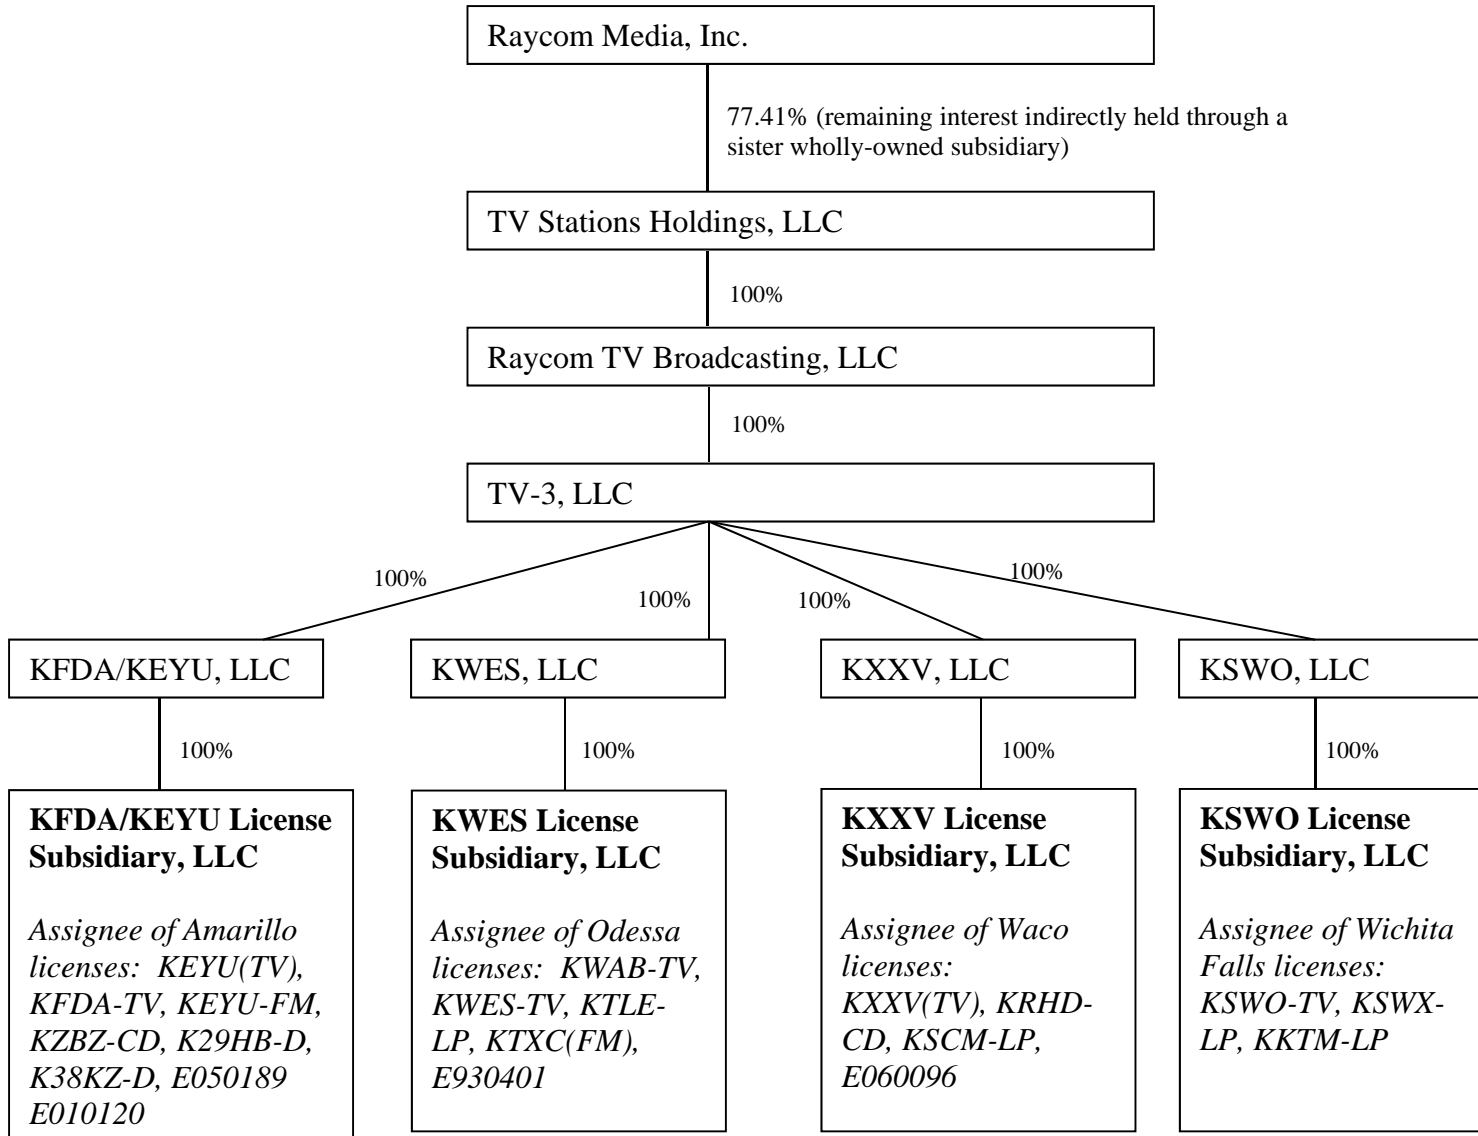 Raycom Media, Inc.
77.41% (remaining interest indirectly held through a
sister wholly-owned subsidiary)
TV Stations Holdings, LLC
100%
Raycom TV Broadcasting, LLC
100%
TV-3, LLC
100%
100%
100%
100%
KFDA/KEYU, LLC
KWES, LLC
KXXV, LLC
KSWO, LLC
100%
100%
100%
100%
KFDA/KEYU License
Subsidiary, LLC
Assignee of Amarillo
licenses: KEYU(TV),
KFDA-TV, KEYU-FM,
KZBZ-CD, K29HB-D,
K38KZ-D, E050189
E010120
KWES License
Subsidiary, LLC
Assignee of Odessa
licenses: KWAB-TV,
KWES-TV, KTLE-
LP, KTXC(FM),
E930401
KXXV License
Subsidiary, LLC
Assignee of Waco
licenses:
KXXV(TV), KRHD-
CD, KSCM-LP,
E060096
KSWO License
Subsidiary, LLC
Assignee of Wichita
Falls licenses:
KSWO-TV, KSWX-
LP, KKTM-LP